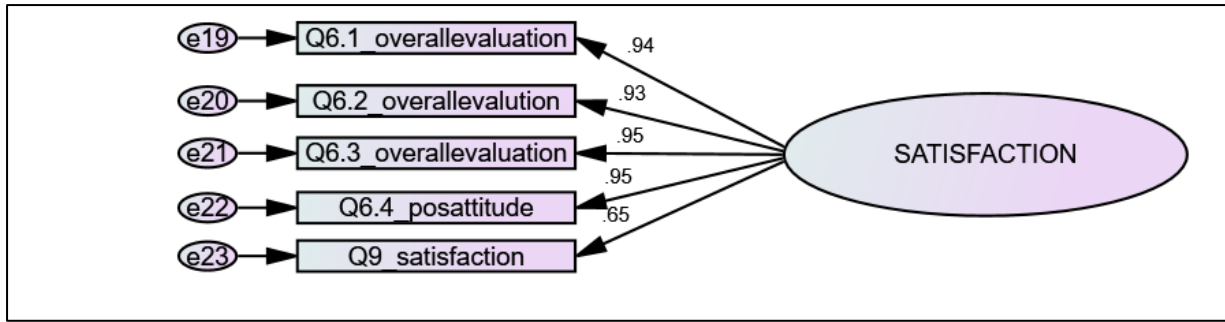 e19 Q6.1_overallevaluation .94
e20 Q6.2_overallevalution .93
e21 Q6.3_overallevaluation .95
SATISFACTION
e22 Q6.4_posattitude .95
e23 Q9_satisfaction .65